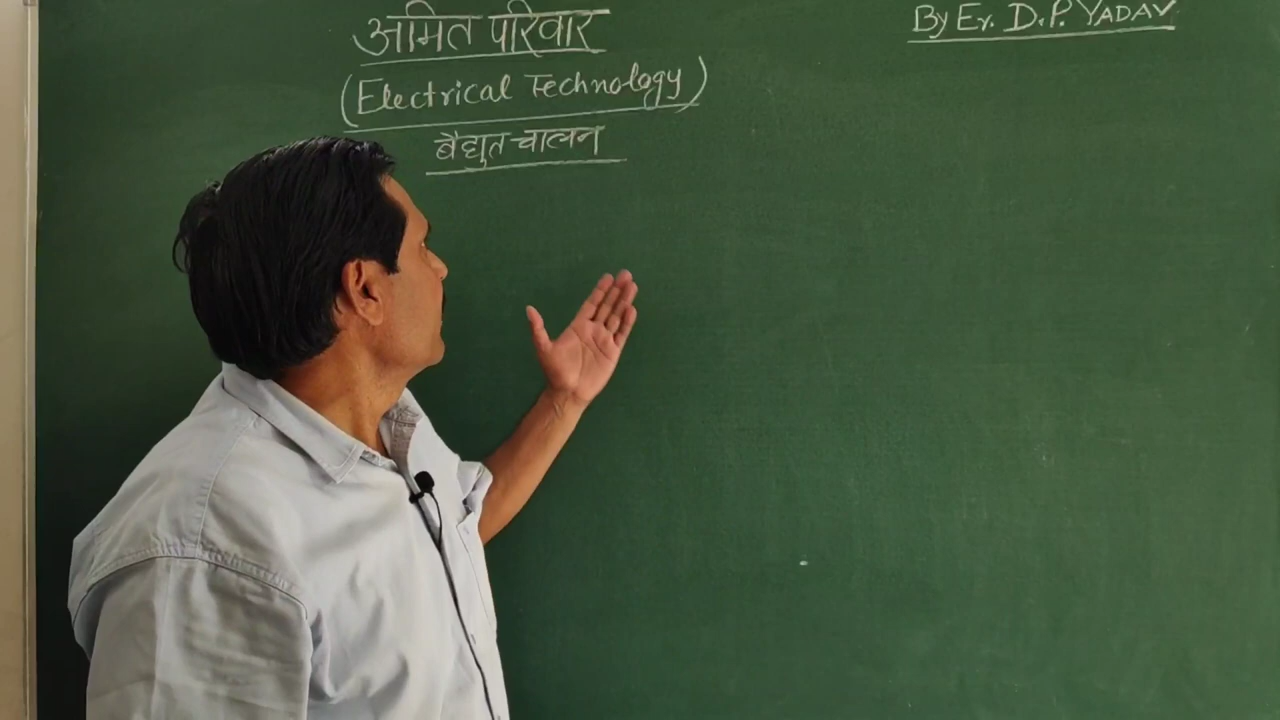 अमित परिवार
By Er. D.P. YADAV
(Electrical Technology)
बैद्युत चालन